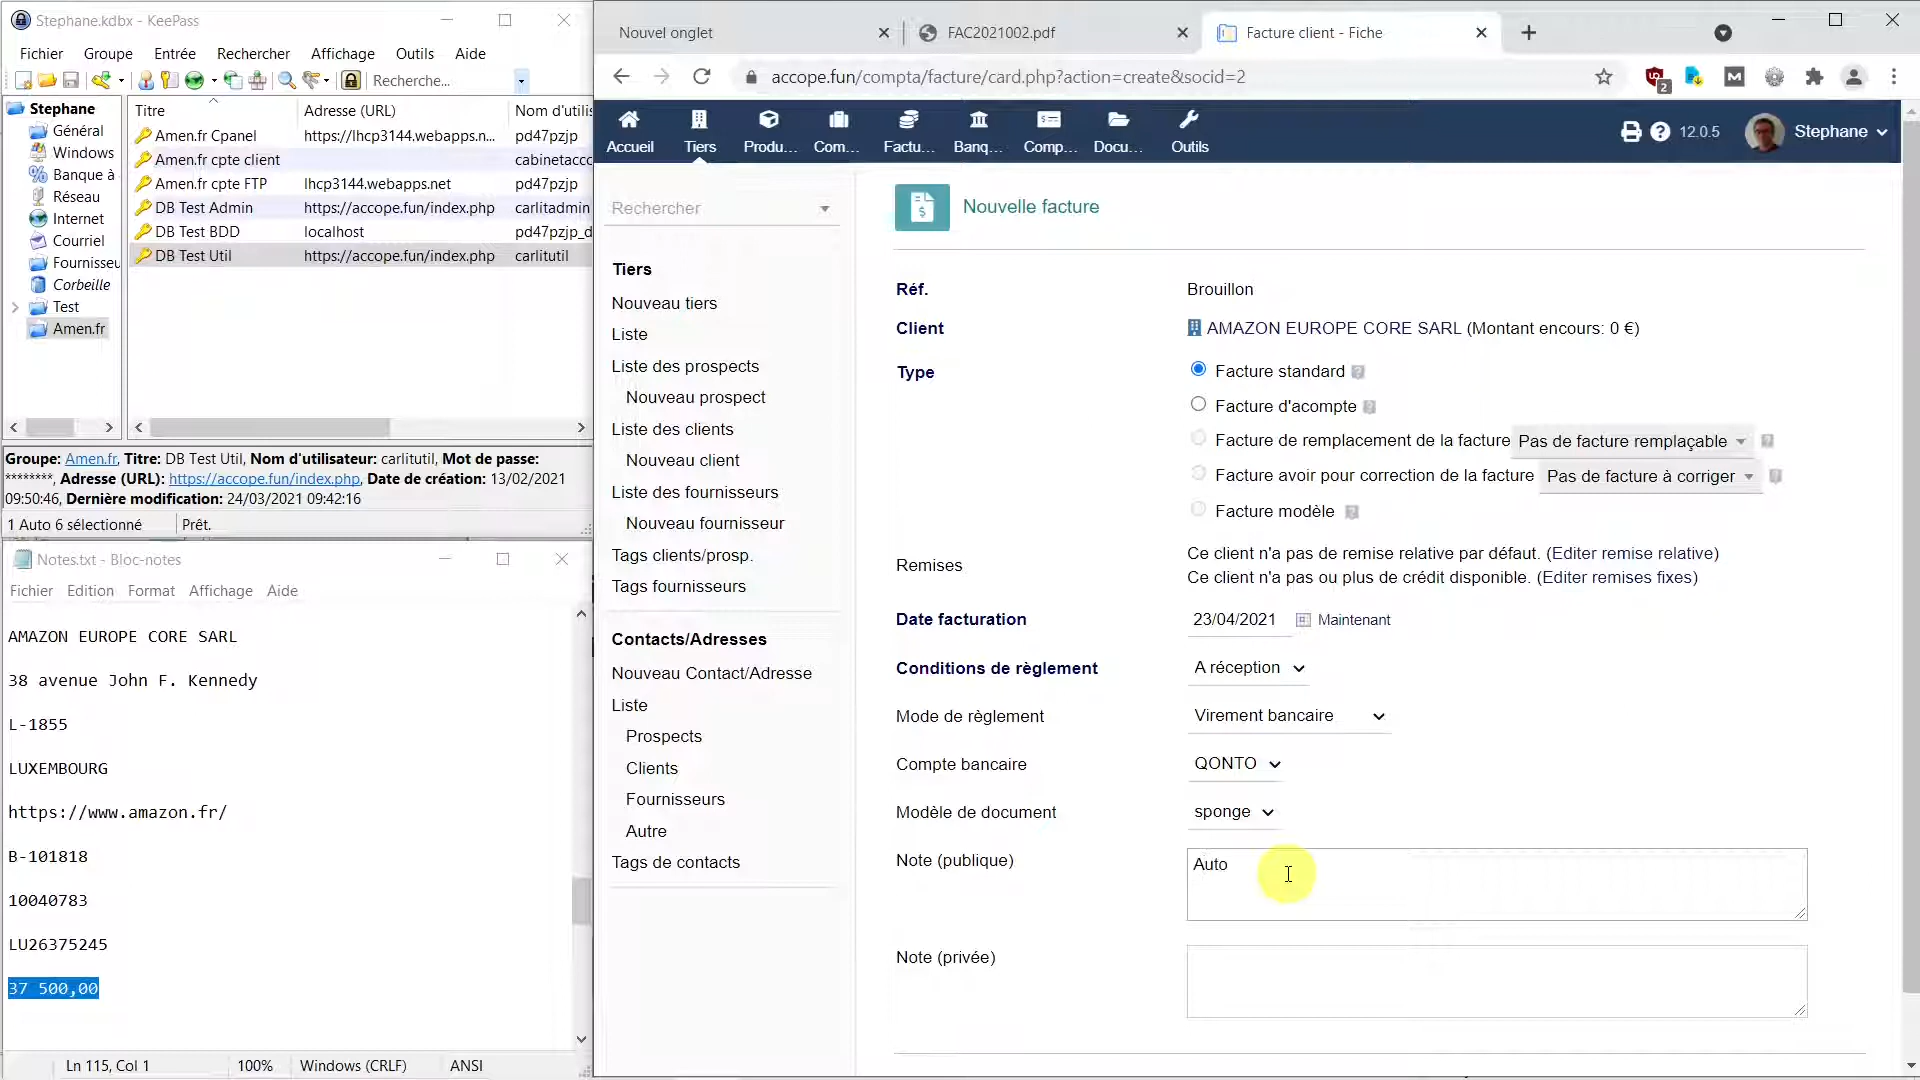 Stephane.kdbx - KeePass
Fichier Groupe Entrée Rechercher Affichage Outils Aide
Recherche...
Stephane
Général
Windows
Banque à
Réseau
Internet
Courriel
Fournisseu
Corbeille
Test
Amen.fr
Titre Adresse (URL) Nom d'utilis
Amen.fr Cpanel https://lhcp3144.webapps.n... pd47pzjp
Amen.fr cpte client cabinetacco
Amen.fr cpte FTP lhcp3144.webapps.net pd47pzjp
DB Test Admin https://accope.fun/index.php carlitadmin
DB Test BDD localhost pd47pzjp_d
DB Test Util https://accope.fun/index.php carlitutil
Groupe: Amen.fr, Titre: DB Test Util, Nom d'utilisateur: carlitutil, Mot de passe:
********, Adresse (URL): https://accope.fun/index.php, Date de création: 13/02/2021
09:50:46, Dernière modification: 24/03/2021 09:42:16
1 Auto 6 sélectionné Prêt.
Notes.txt - Bloc-notes
Fichier Edition Format Affichage Aide
AMAZON EUROPE CORE SARL
38 avenue John F. Kennedy
L-1855
LUXEMBOURG
https://www.amazon.fr/
B-101818
10040783
LU26375245
37 500,00
Ln 115, Col 1 100% Windows (CRLF) ANSI
Nouvel onglet FAC2021002.pdf Facture client - Fiche
accope.fun/compta/facture/card.php?action=create&socid=2
2
Accueil Tiers Produ... Com... Factu... Banq... Comp... Docu... Outils
12.0.5 Stephane
Rechercher
Tiers
Nouveau tiers
Liste
Liste des prospects
Nouveau prospect
Liste des clients
Nouveau client
Liste des fournisseurs
Nouveau fournisseur
Tags clients/prosp.
Tags fournisseurs
Contacts/Adresses
Nouveau Contact/Adresse
Liste
Prospects
Clients
Fournisseurs
Autre
Tags de contacts
Nouvelle facture
Réf. Brouillon
Client AMAZON EUROPE CORE SARL (Montant encours: 0 €)
Type Facture standard
Facture d'acompte
Facture de remplacement de la facture Pas de facture remplaçable
Facture avoir pour correction de la facture Pas de facture à corriger
Facture modèle
Remises Ce client n'a pas de remise relative par défaut. (Editer remise relative)
Ce client n'a pas ou plus de crédit disponible. (Editer remises fixes)
Date facturation 23/04/2021 Maintenant
Conditions de règlement A réception
Mode de règlement Virement bancaire
Compte bancaire QONTO
Modèle de document sponge
Note (publique) Auto
Note (privée)